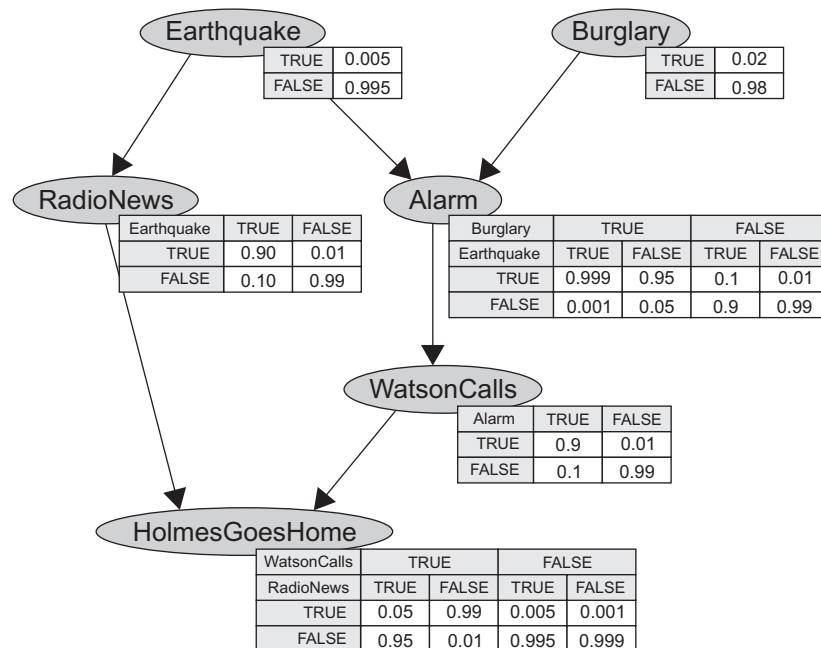 Earthquake
TRUE 0.005
FALSE 0.995
Burglary
TRUE 0.02
FALSE 0.98
RadioNews
Earthquake TRUE FALSE
TRUE 0.90 0.01
FALSE 0.10 0.99
Alarm
Burglary TRUE FALSE
Earthquake TRUE FALSE TRUE FALSE
TRUE 0.999 0.95 0.1 0.01
FALSE 0.001 0.05 0.9 0.99
WatsonCalls
Alarm TRUE FALSE
TRUE 0.9 0.01
FALSE 0.1 0.99
HolmesGoesHome
WatsonCalls TRUE FALSE
RadioNews TRUE FALSE TRUE FALSE
TRUE 0.05 0.99 0.005 0.001
FALSE 0.95 0.01 0.995 0.999